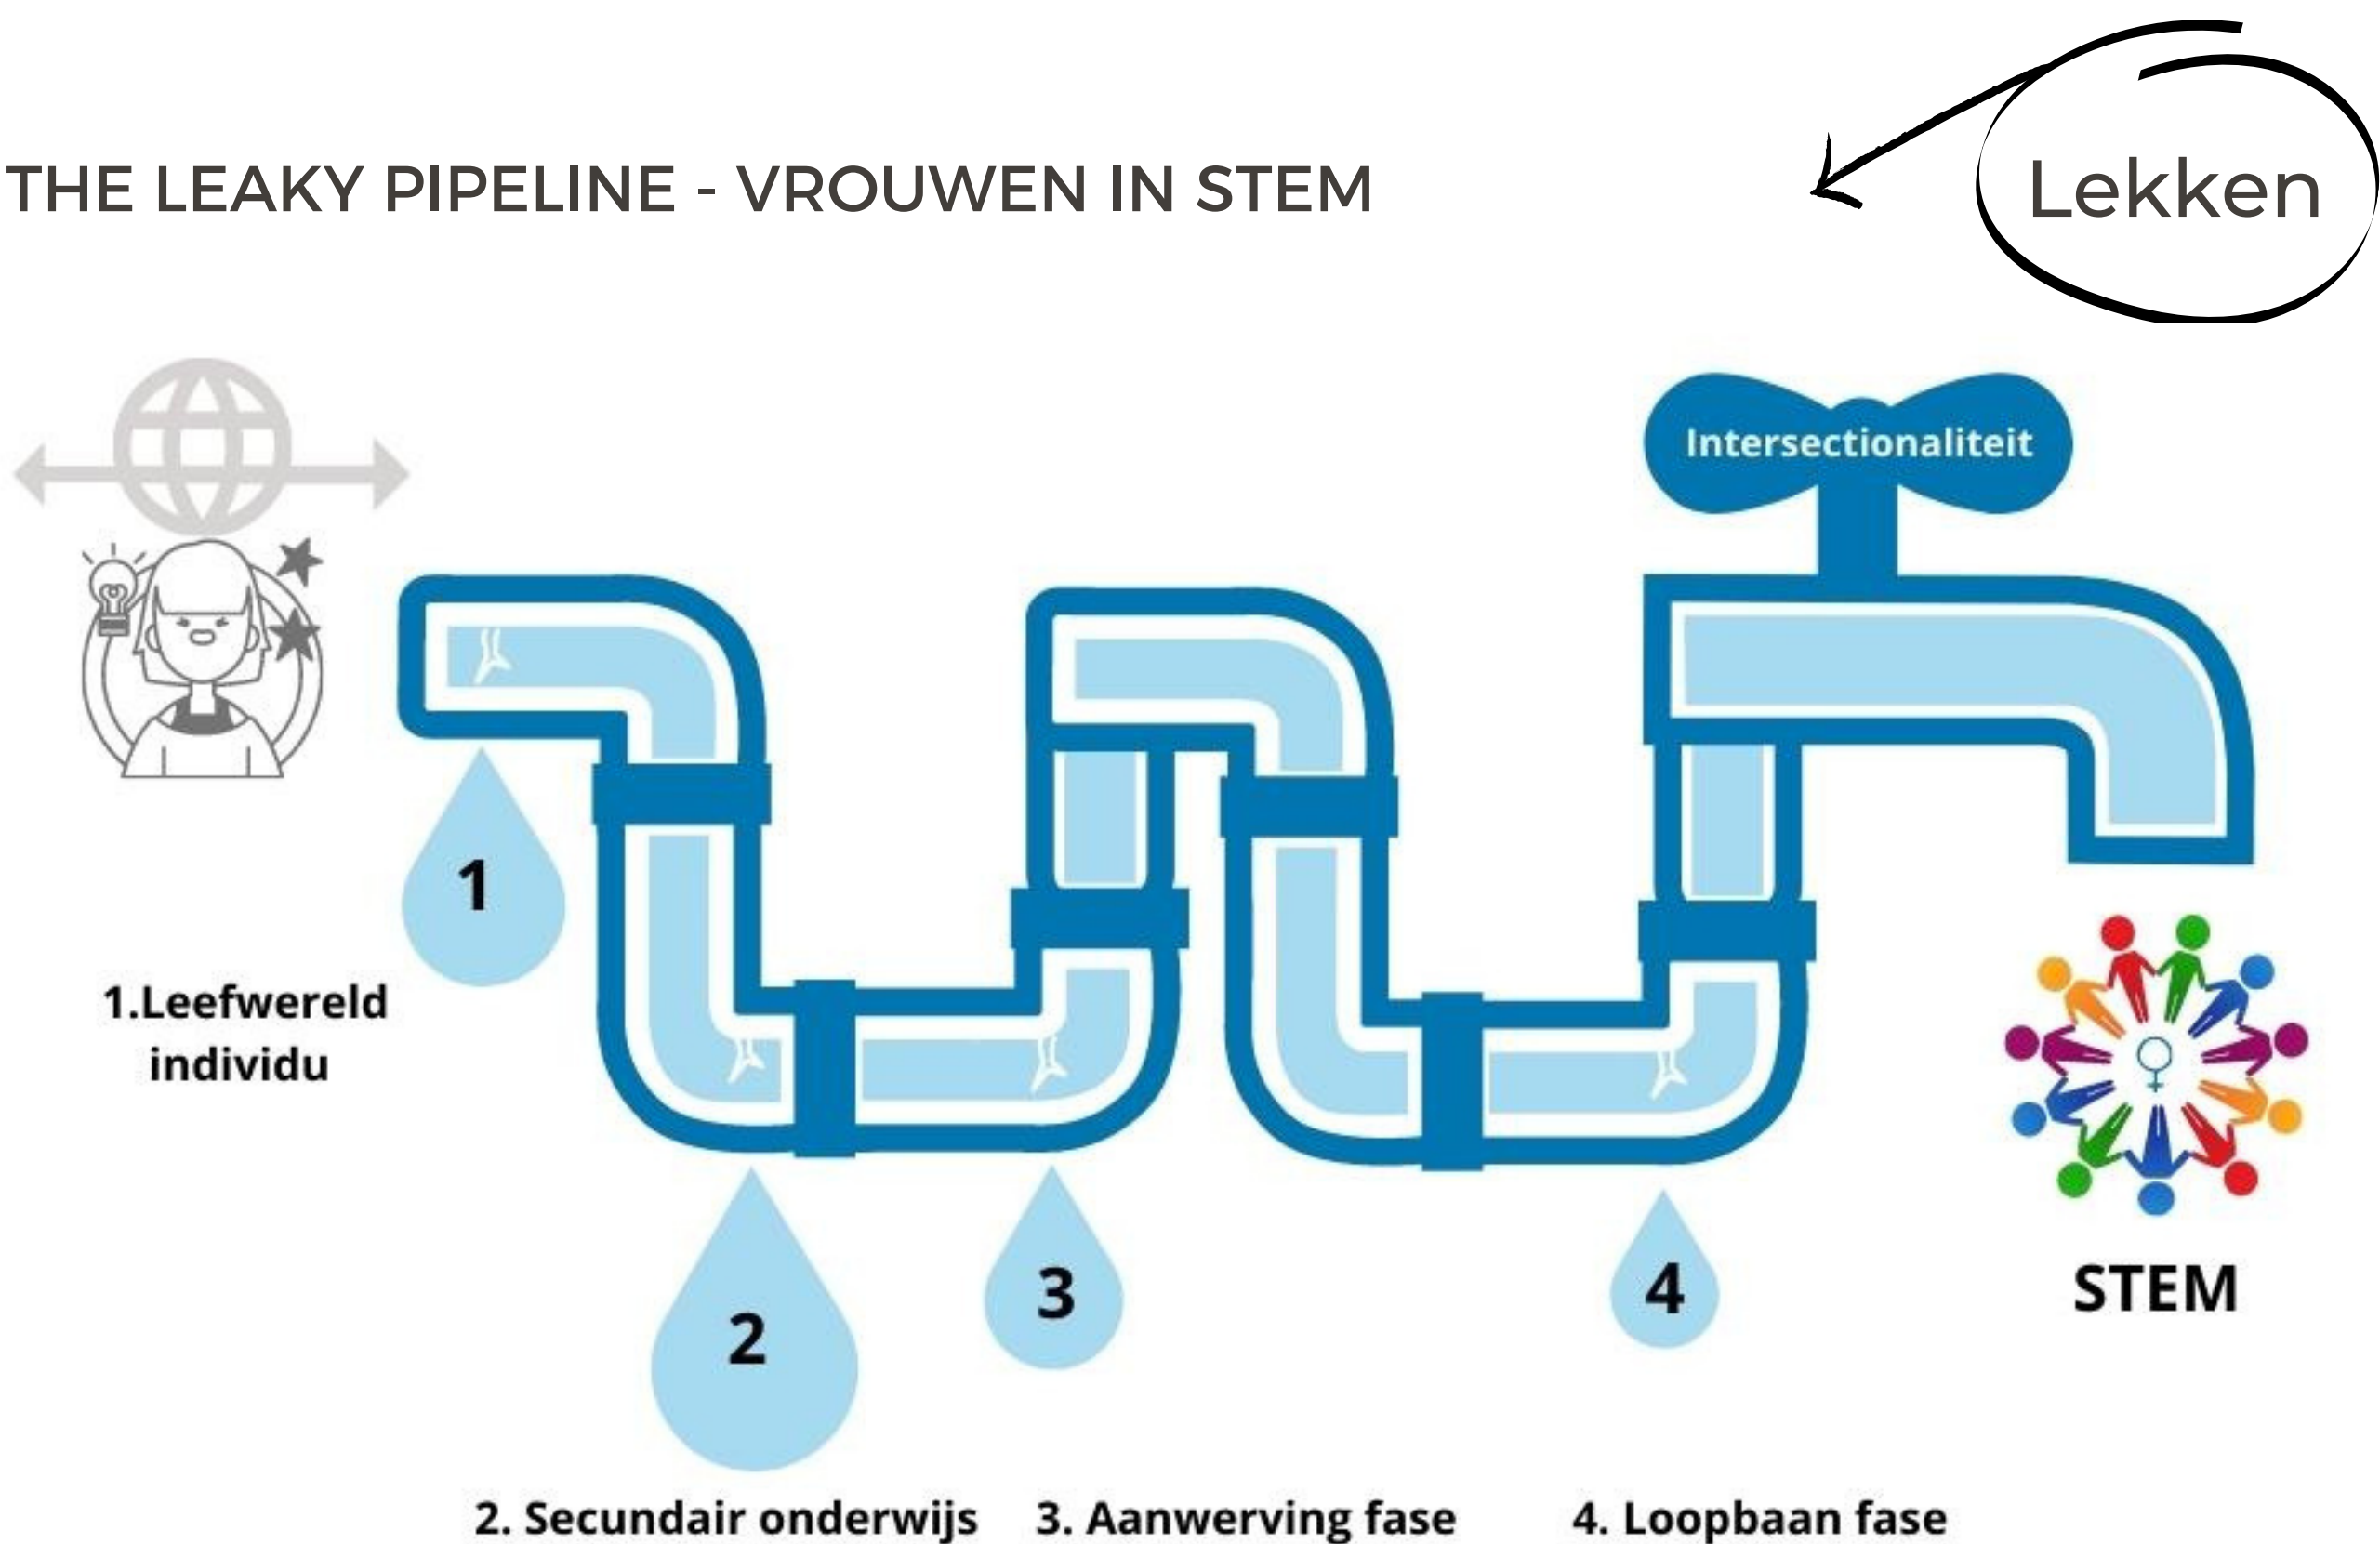 THE LEAKY PIPELINE - VROUWEN IN STEM
Lekken
Intersectionaliteit
1
1.Leefwereld
individu
2
3
4
STEM
2. Secundair onderwijs
3. Aanwerving fase
4. Loopbaan fase